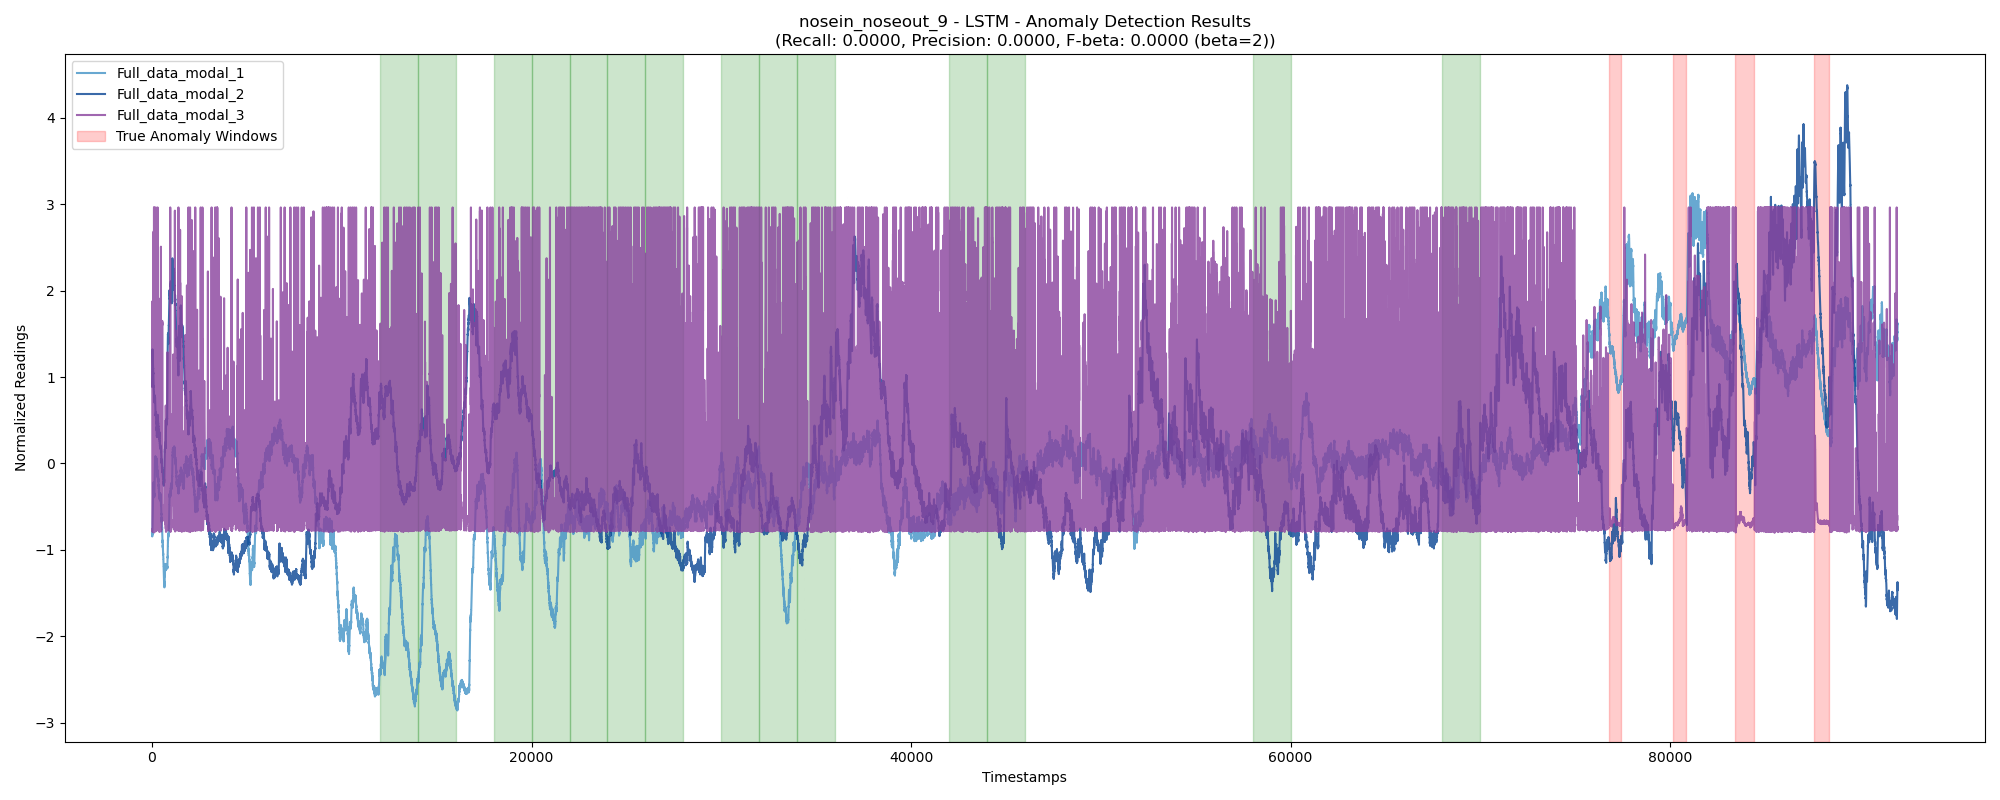 nosein_noseout_9 - LSTM - Anomaly Detection Results
(Recall: 0.0000, Precision: 0.0000, F-beta: 0.0000 (beta=2))
Full_data_modal_1
Full_data_modal_2
Full_data_modal_3
True Anomaly Windows
Normalized Readings
4
3
2
1
0
−1
−2
−3
0
20000
40000
60000
80000
Timestamps